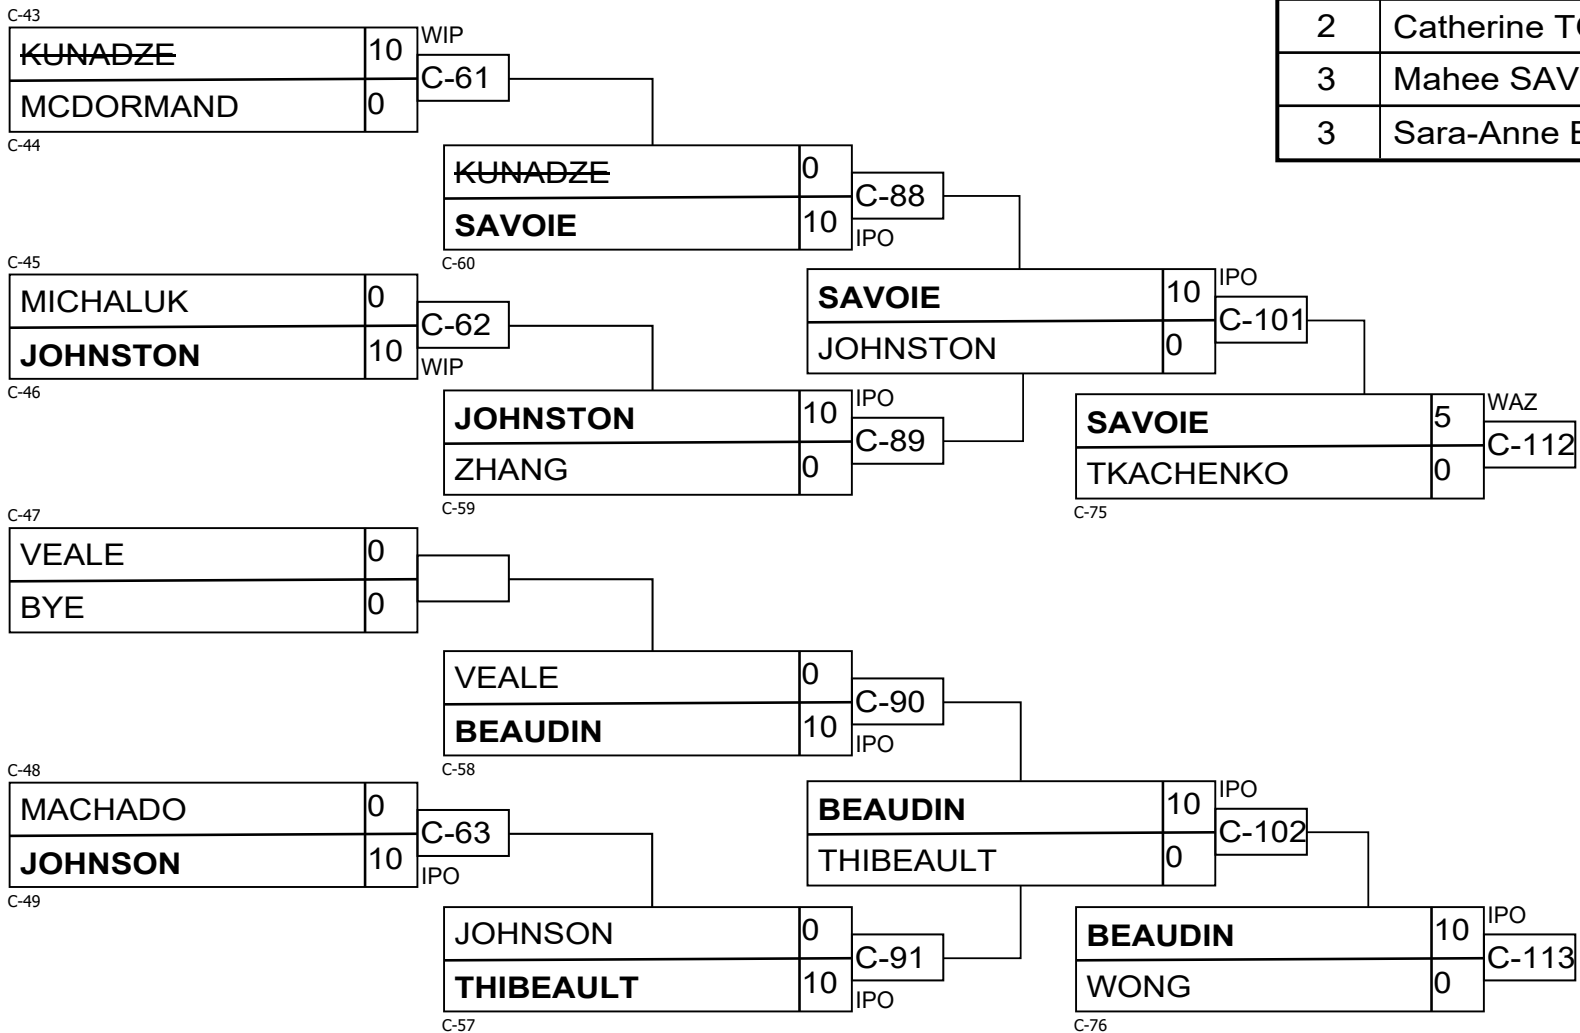 C-43
KUNADZE 10 WIP
C-61
MCDORMAND 0
C-44
2 Catherine
3 Mahee
3 Sara-Anne
KUNADZE 0
C-88
SAVOIE 10 IPO
C-60
C-45
MICHALUK 0
C-62
JOHNSTON 10 WIP
C-46
SAVOIE 10 IPO
C-101
JOHNSTON 0
JOHNSTON 10 IPO
C-89
ZHANG 0
C-59
SAVOIE 5 WAZ
C-112
TKACHENKO 0
C-75
C-47
VEALE 0
BYE 0
VEALE 0
C-90
BEAUDIN 10 IPO
C-58
C-48
MACHADO 0
C-63
JOHNSON 10 IPO
C-49
BEAUDIN 10 IPO
C-102
THIBEAULT 0
JOHNSON 0
C-91
THIBEAULT 10 IPO
C-57
BEAUDIN 10 IPO
C-113
WONG 0
C-76